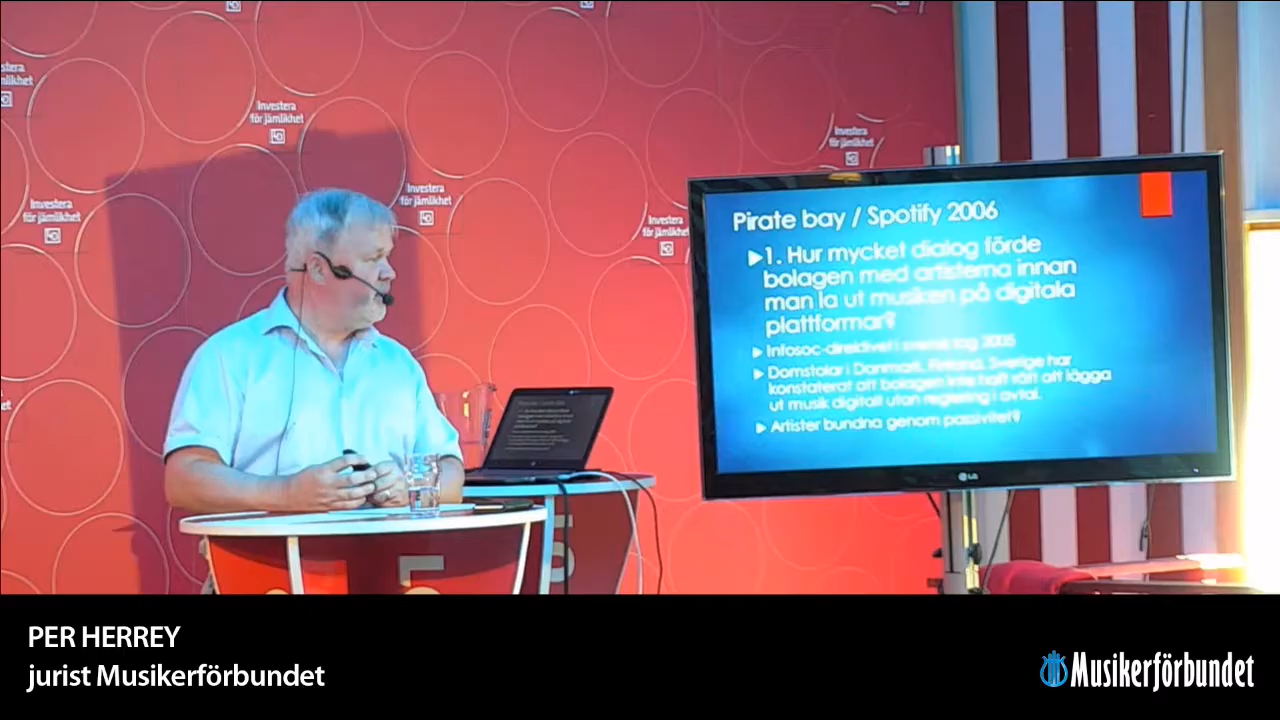 Investera
för jämlikhet
Investera
för jämlikhet
Investera
för jämlikhet
Investera
för jämlikhet
Investera
för jämlikhet
Pirate bay / Spotify 2006
1. Hur mycket dialog förde
bolagen med artisterna innan
man la ut musiken på digitala
plattformar?
Infosoc-direktivet i svensk lag 2005
Domstolar i Danmark, Finland, Sverige har
konstaterat att bolagen inte haft rätt att lägga
ut musik digitalt utan reglering i avtal.
Artister bundna genom passivitet?
LG
PER HERREY
jurist Musikerförbundet
Musikerförbundet